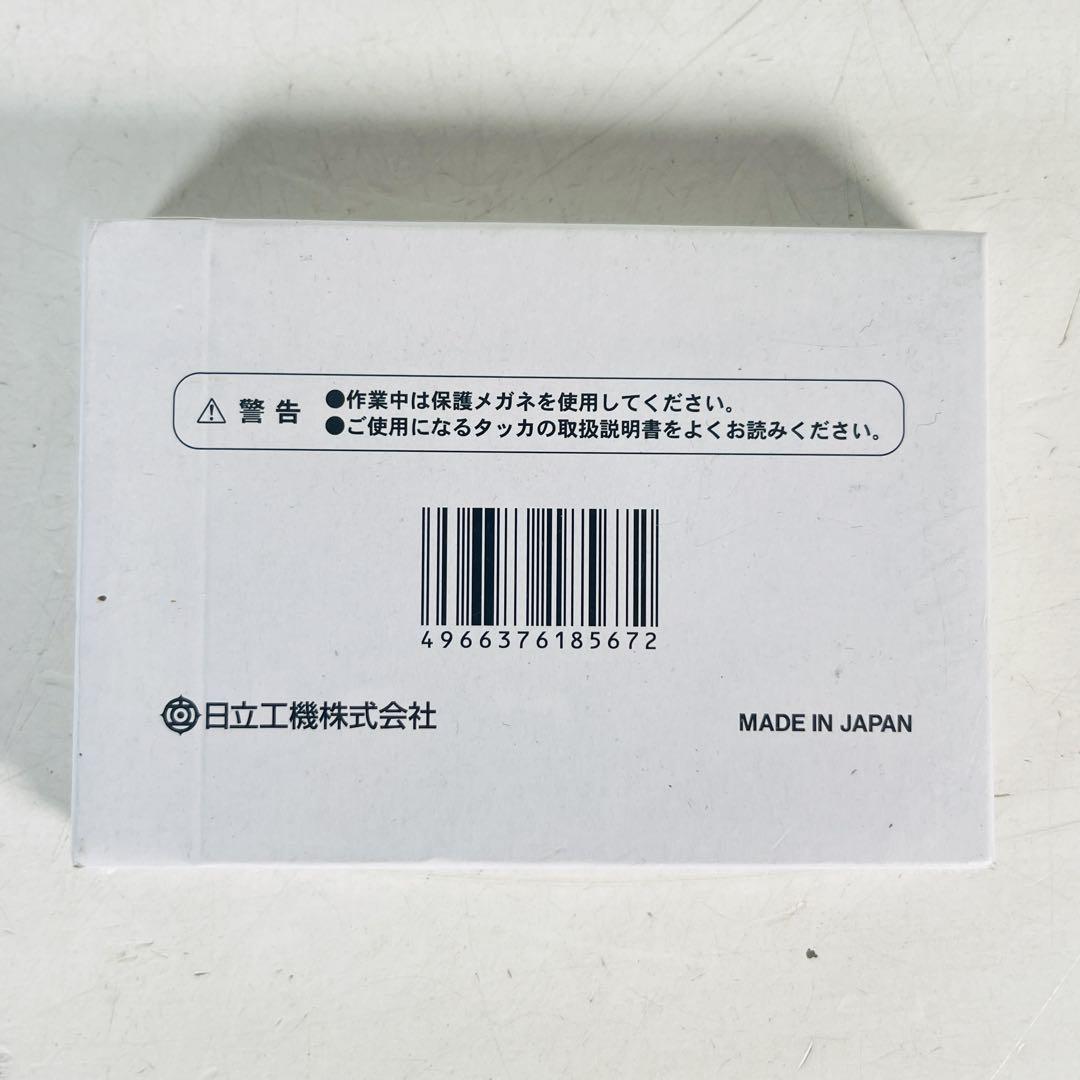 ⚠ 警告
●作業中は保護メガネを使用してください。
●ご使用になるタッカの取扱説明書をよくお読みください。
4966376185672
日立工機株式会社
MADE IN JAPAN